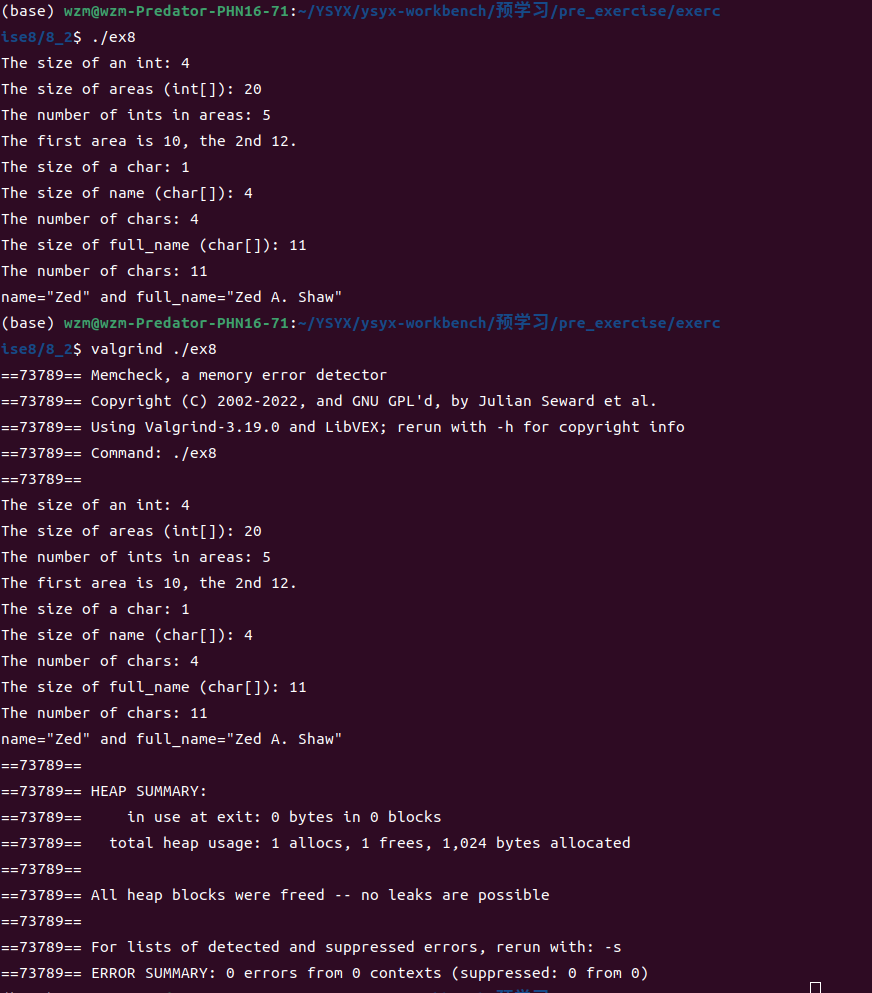 (base) wzm@wzm-Predator-PHN16-71:~/YSYX/ysyx-workbench/预学习/pre_exercise/exerc
ise8/8_2$ ./ex8
The size of an int: 4
The size of areas (int[]): 20
The number of ints in areas: 5
The first area is 10, the 2nd 12.
The size of a char: 1
The size of name (char[]): 4
The number of chars: 4
The size of full_name (char[]): 11
The number of chars: 11
name="Zed" and full_name="Zed A. Shaw"
(base) wzm@wzm-Predator-PHN16-71:~/YSYX/ysyx-workbench/预学习/pre_exercise/exerc
ise8/8_2$ valgrind ./ex8
==73789== Memcheck, a memory error detector
==73789== Copyright (C) 2002-2022, and GNU GPL'd, by Julian Seward et al.
==73789== Using Valgrind-3.19.0 and LibVEX; rerun with -h for copyright info
==73789== Command: ./ex8
==73789==
The size of an int: 4
The size of areas (int[]): 20
The number of ints in areas: 5
The first area is 10, the 2nd 12.
The size of a char: 1
The size of name (char[]): 4
The number of chars: 4
The size of full_name (char[]): 11
The number of chars: 11
name="Zed" and full_name="Zed A. Shaw"
==73789==
==73789== HEAP SUMMARY:
==73789==     in use at exit: 0 bytes in 0 blocks
==73789==   total heap usage: 1 allocs, 1 frees, 1,024 bytes allocated
==73789==
==73789== All heap blocks were freed -- no leaks are possible
==73789==
==73789== For lists of detected and suppressed errors, rerun with: -s
==73789== ERROR SUMMARY: 0 errors from 0 contexts (suppressed: 0 from 0)